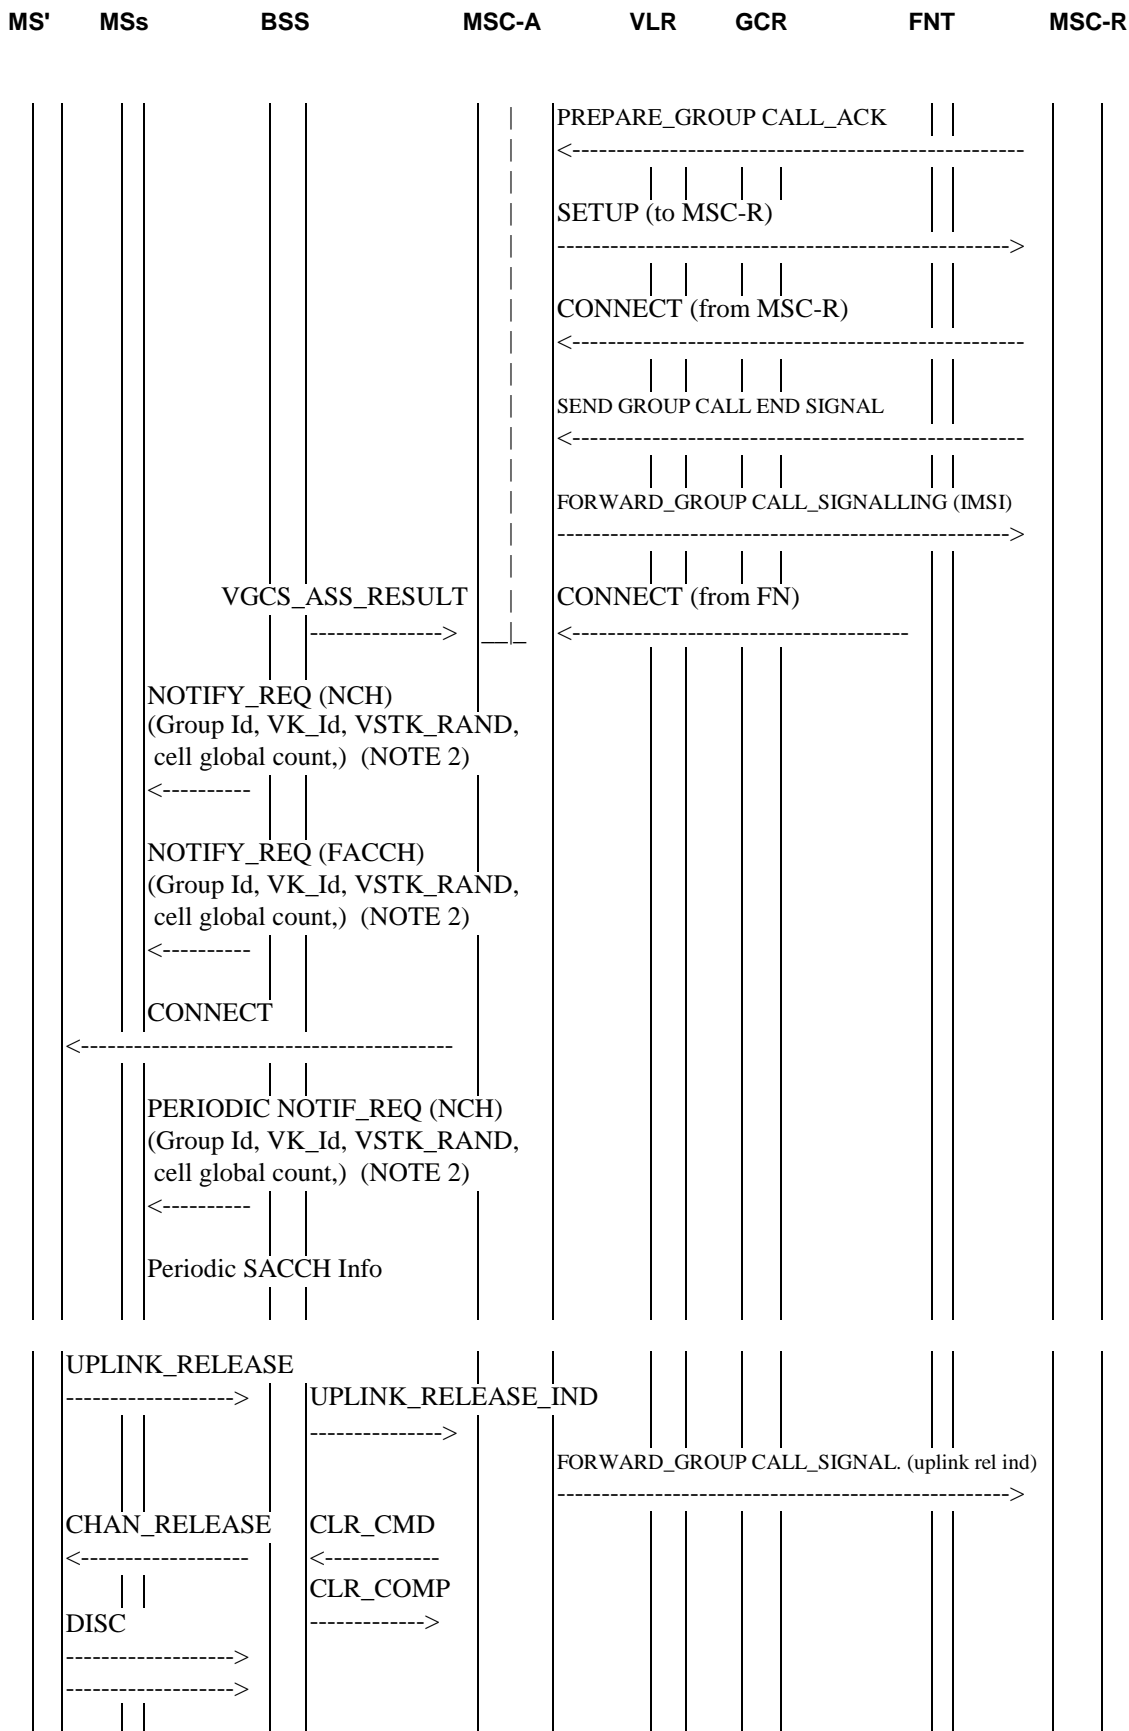 MS' MSs BSS MSC-A VLR GCR FNT MSC-R
PREPARE_GROUP CALL_ACK
SETUP (to MSC-R)
CONNECT (from MSC-R)
SEND GROUP CALL END SIGNAL
FORWARD_GROUP CALL_SIGNALLING (IMSI)
VGCS_ASS_RESULT CONNECT (from FN)
NOTIFY_REQ (NCH)
(Group Id, VK_Id, VSTK_RAND,
cell global count,) (NOTE 2)
NOTIFY_REQ (FACCH)
(Group Id, VK_Id, VSTK_RAND,
cell global count,) (NOTE 2)
CONNECT
PERIODIC NOTIF_REQ (NCH)
(Group Id, VK_Id, VSTK_RAND,
cell global count,) (NOTE 2)
Periodic SACCH Info
UPLINK_RELEASE
UPLINK_RELEASE_IND
FORWARD_GROUP CALL_SIGNAL. (uplink rel ind)
CHAN_RELEASE CLR_CMD
CLR_COMP
DISC